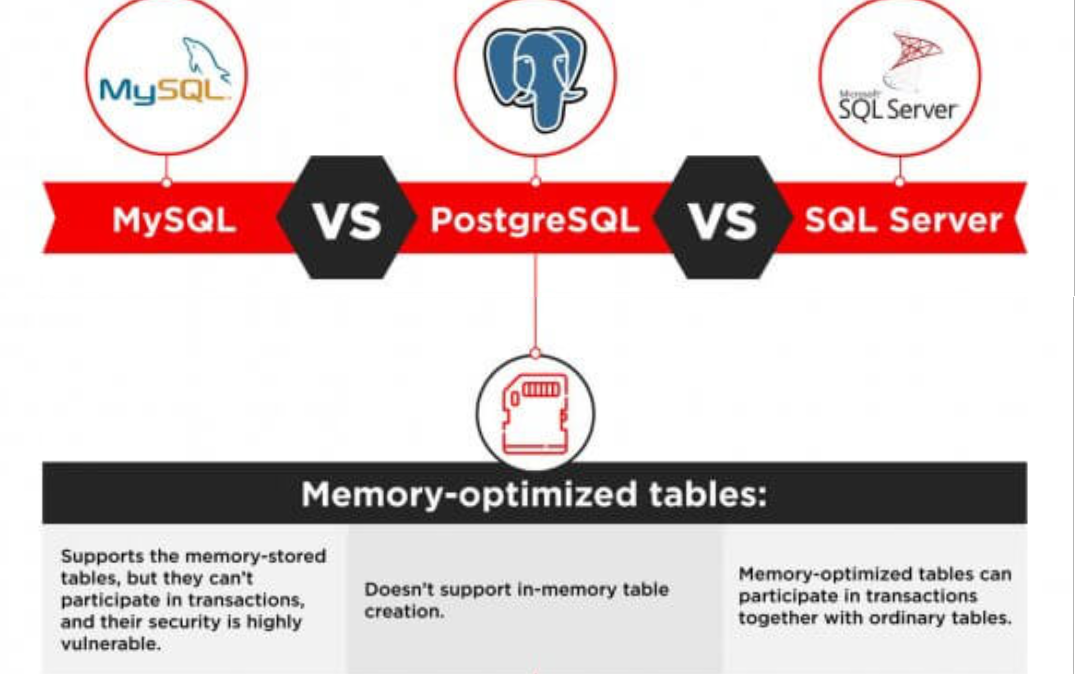 MySQL
Microsoft
SQL Server
MySQL
VS
PostgreSQL
VS
SQL Server
Memory-optimized tables:
Supports the memory-stored
tables, but they can't
participate in transactions,
and their security is highly
vulnerable.
Doesn't support in-memory table
creation.
Memory-optimized tables can
participate in transactions
together with ordinary tables.